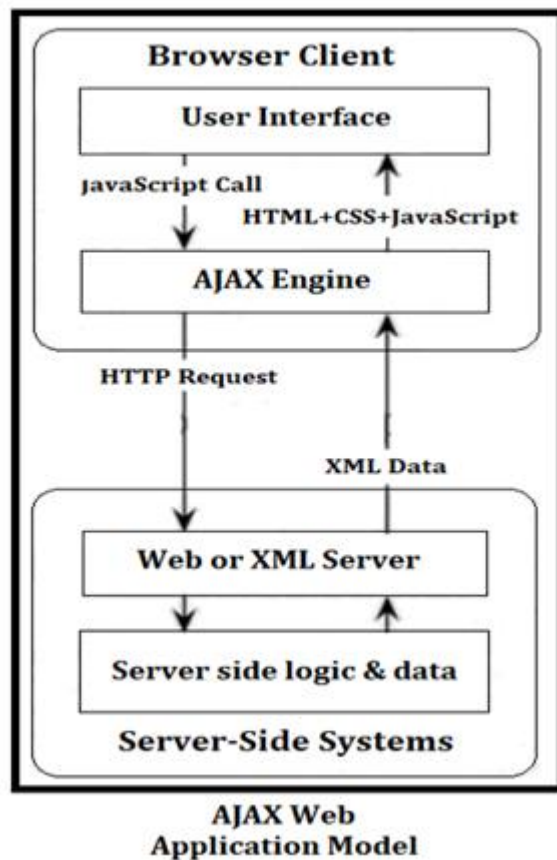 Browser Client
User Interface
JavaScript Call
HTML+CSS+JavaScript
AJAX Engine
HTTP Request
XML Data
Web or XML Server
Server side logic & data
Server-Side Systems
AJAX Web
Application Model